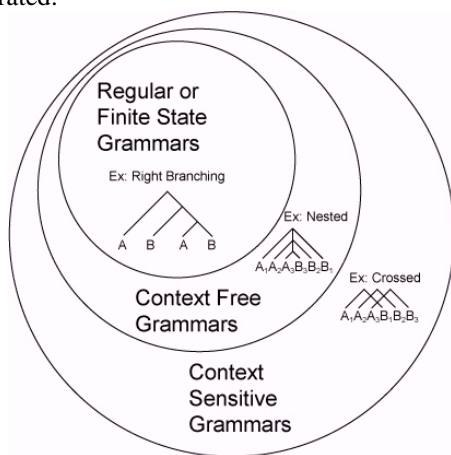 rated.
Regular or
Finite State
Grammars
Ex: Right Branching
A B A B
Ex: Nested
A₁A₂A₃B₃B₂B₁
Context Free
Grammars
Ex: Crossed
A₁A₂A₃B₁B₂B₃
Context
Sensitive
Grammars